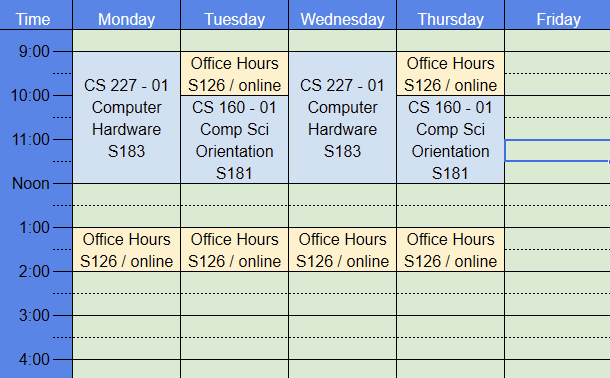 Time Monday Tuesday Wednesday Thursday Friday
9:00
Office Hours
S126 / online
Office Hours
S126 / online
CS 227 - 01
Computer
Hardware
S183
CS 227 - 01
Computer
Hardware
S183
10:00
CS 160 - 01
Comp Sci
Orientation
S181
CS 160 - 01
Comp Sci
Orientation
S181
11:00
Noon
1:00
Office Hours
S126 / online
Office Hours
S126 / online
Office Hours
S126 / online
Office Hours
S126 / online
2:00
3:00
4:00